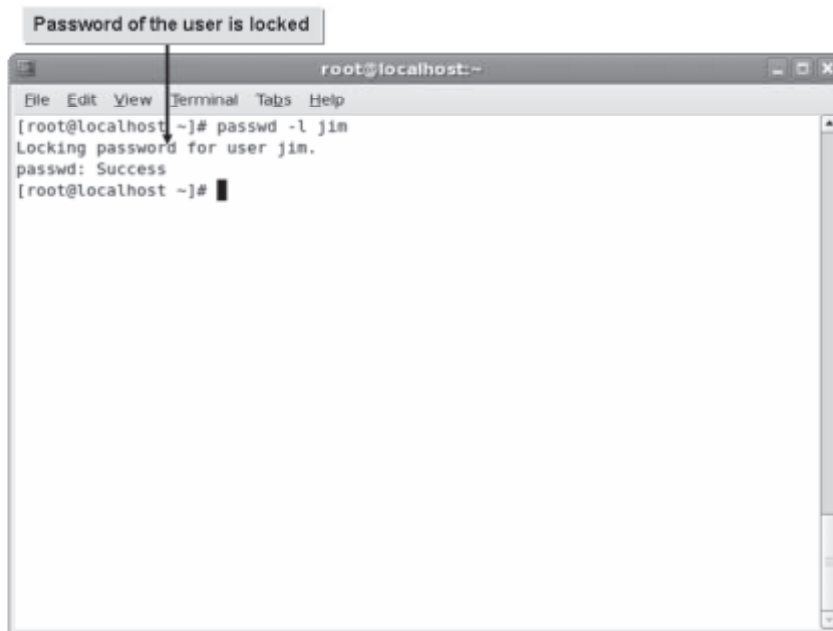 Password of the user is locked
root@localhost:~
File Edit View Terminal Tabs Help
[root@localhost ~]# passwd -l jim
Locking password for user jim.
passwd: Success
[root@localhost ~]#